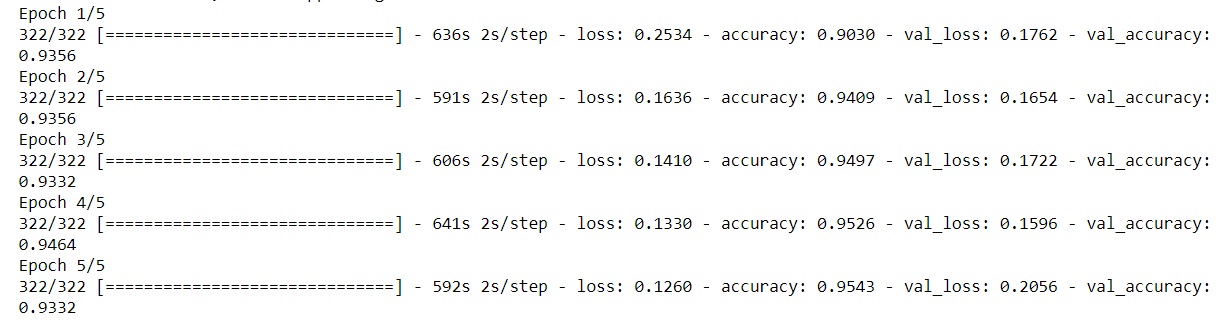 Epoch 1/5
322/322 [==============================] - 636s 2s/step - loss: 0.2534 - accuracy: 0.9030 - val_loss: 0.1762 - val_accuracy:
0.9356
Epoch 2/5
322/322 [==============================] - 591s 2s/step - loss: 0.1636 - accuracy: 0.9409 - val_loss: 0.1654 - val_accuracy:
0.9356
Epoch 3/5
322/322 [==============================] - 606s 2s/step - loss: 0.1410 - accuracy: 0.9497 - val_loss: 0.1722 - val_accuracy:
0.9332
Epoch 4/5
322/322 [==============================] - 641s 2s/step - loss: 0.1330 - accuracy: 0.9526 - val_loss: 0.1596 - val_accuracy:
0.9464
Epoch 5/5
322/322 [==============================] - 592s 2s/step - loss: 0.1260 - accuracy: 0.9543 - val_loss: 0.2056 - val_accuracy:
0.9332